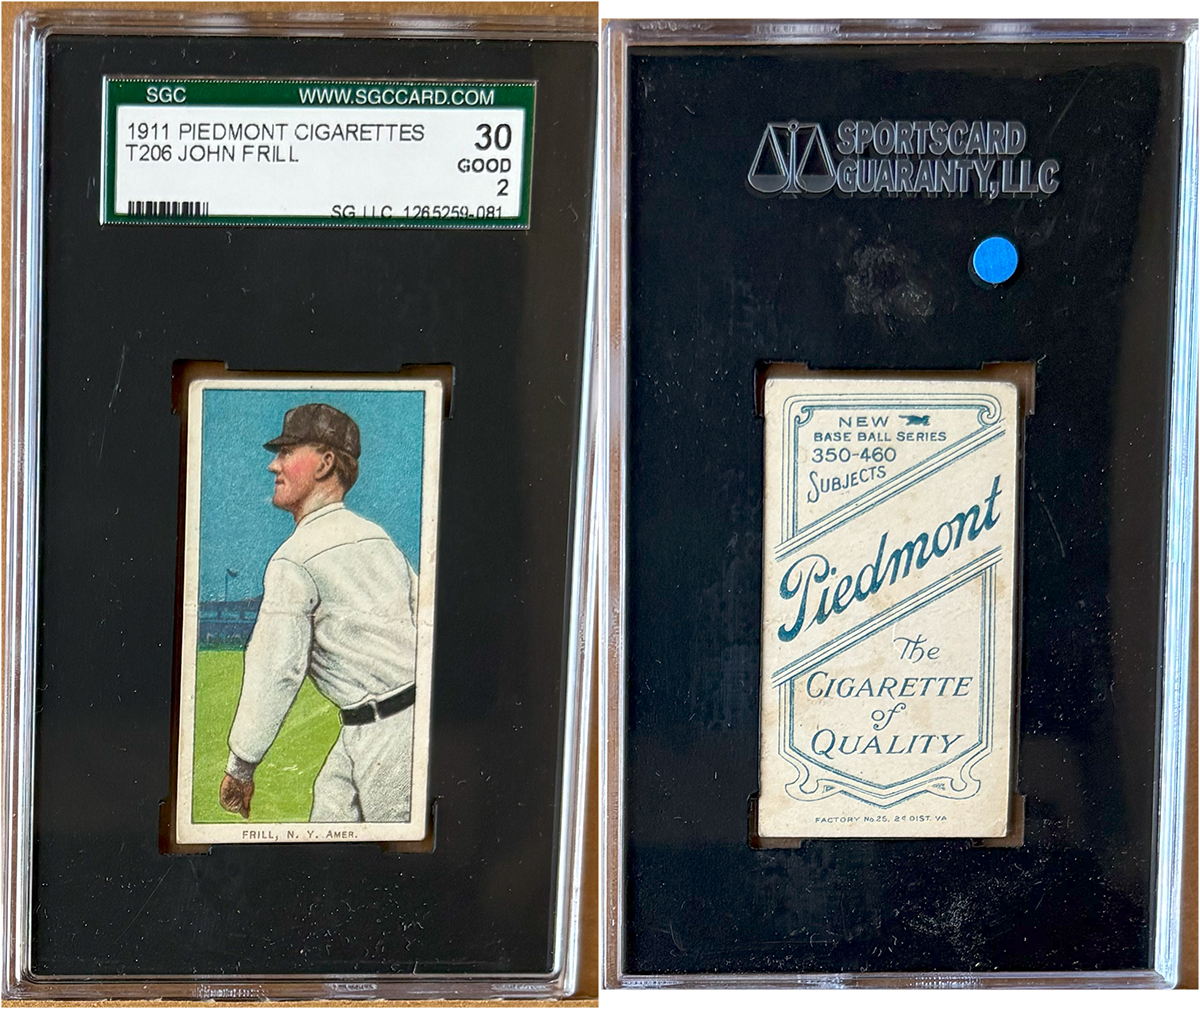 SGC WWW.SGCCARD.COM
1911 PIEDMONT CIGARETTES 30
T206 JOHN FRILL GOOD
2
SG LLC 1265259-081
FRILL, N. Y. AMER.
SPORTSCARD
GUARANTY, LLC
NEW
BASE BALL SERIES
350-460
SUBJECTS
Piedmont
The
CIGARETTE
of
QUALITY
FACTORY No.25, 2d DIST. VA